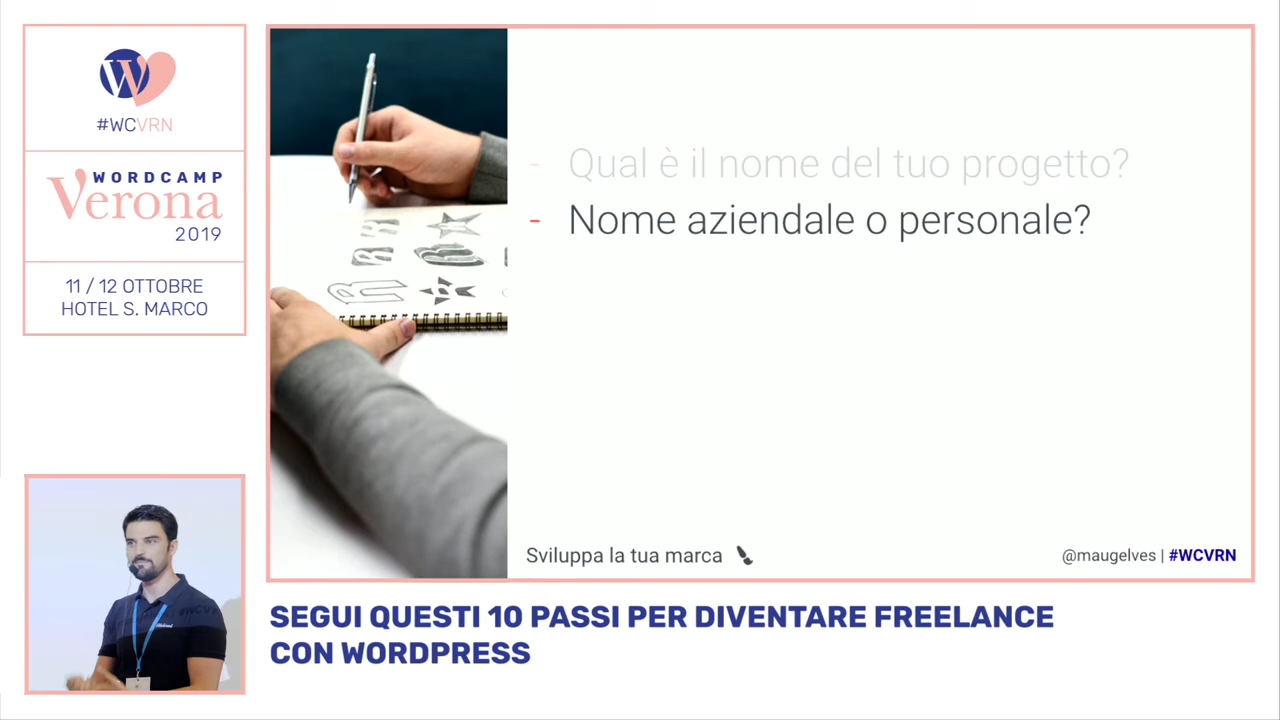 #WCVRN
WORDCAMP
Verona
2019
11 / 12 OTTOBRE
HOTEL S. MARCO
- Qual è il nome del tuo progetto?
- Nome aziendale o personale?
Sviluppa la tua marca
@maugelves | #WCVRN
SEGUI QUESTI 10 PASSI PER DIVENTARE FREELANCE
CON WORDPRESS